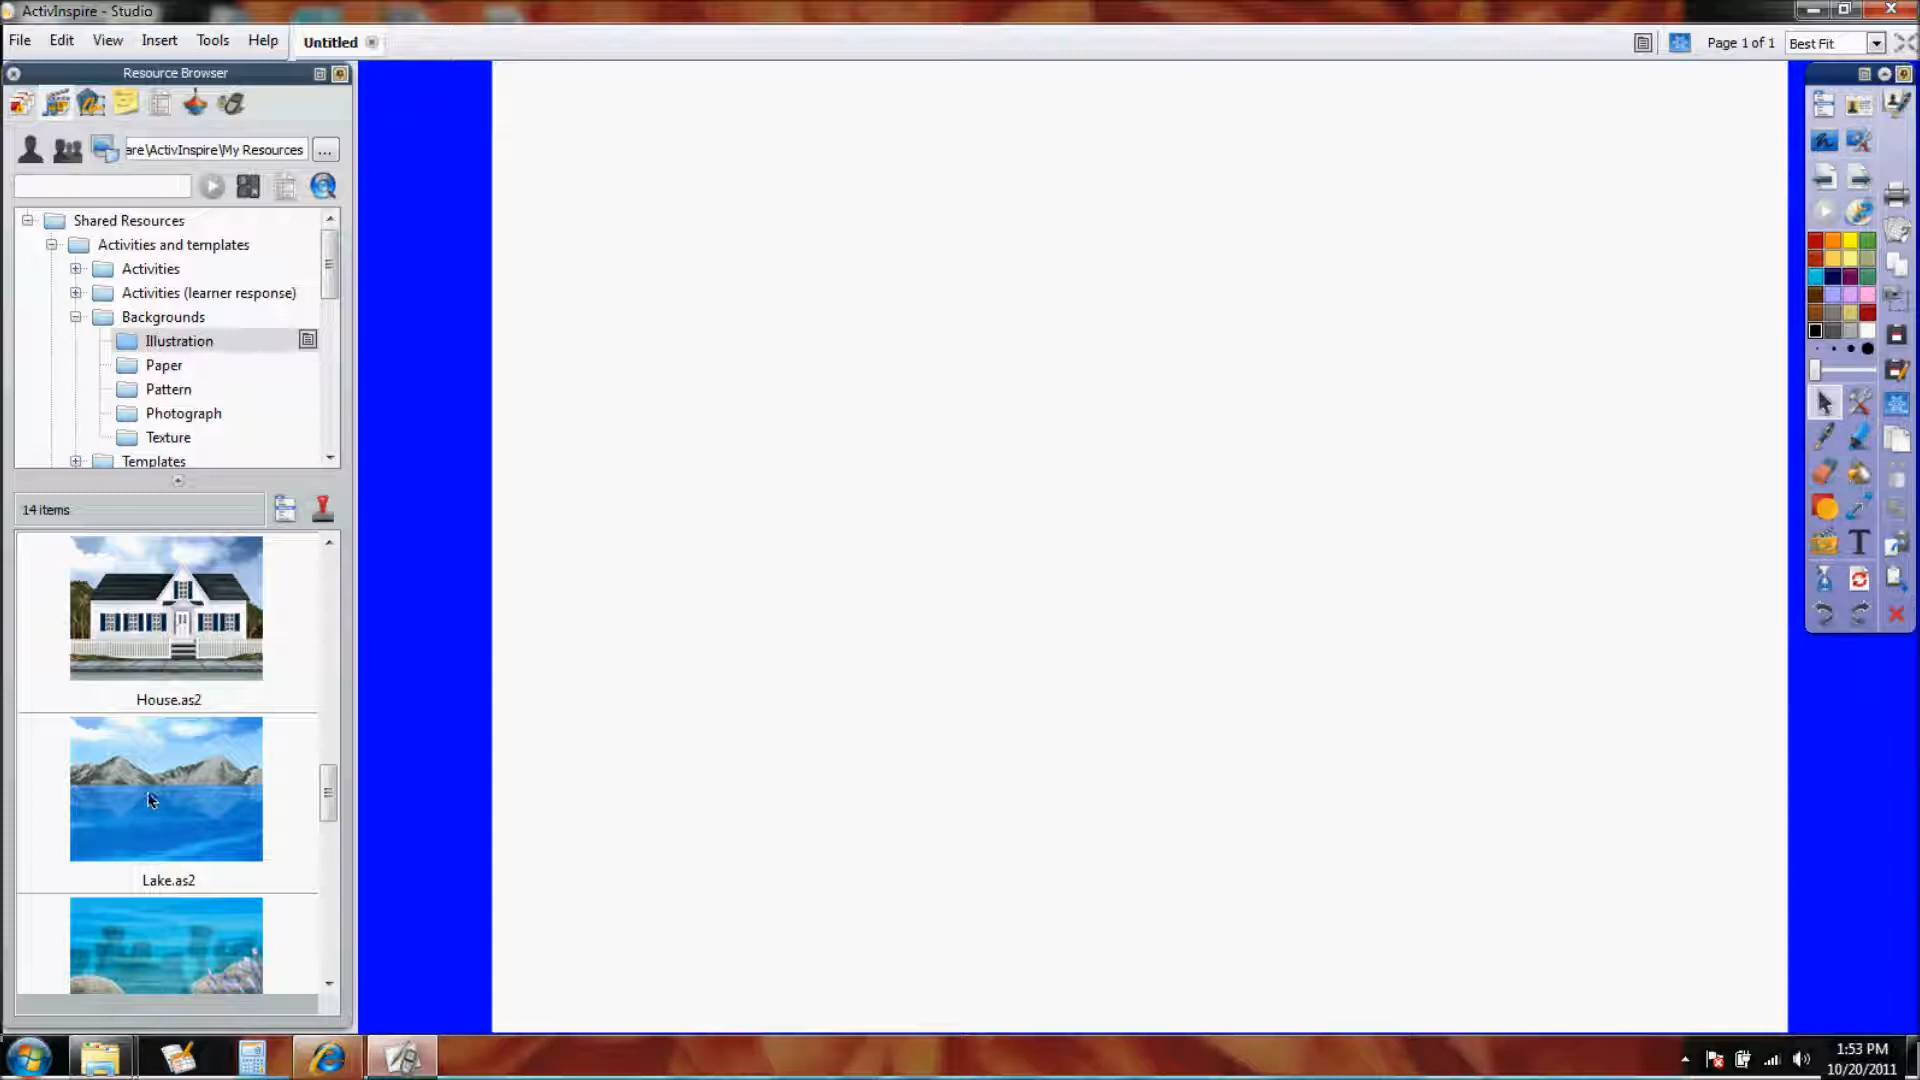 ActivInspire - Studio
File Edit View Insert Tools Help Untitled Page 1 of 1 Best Fit
Resource Browser
are\ActivInspire\My Resources ...
Shared Resources
Activities and templates
Activities
Activities (learner response)
Backgrounds
Illustration
Paper
Pattern
Photograph
Texture
Templates
14 items
House.as2
Lake.as2
1:53 PM
10/20/2011